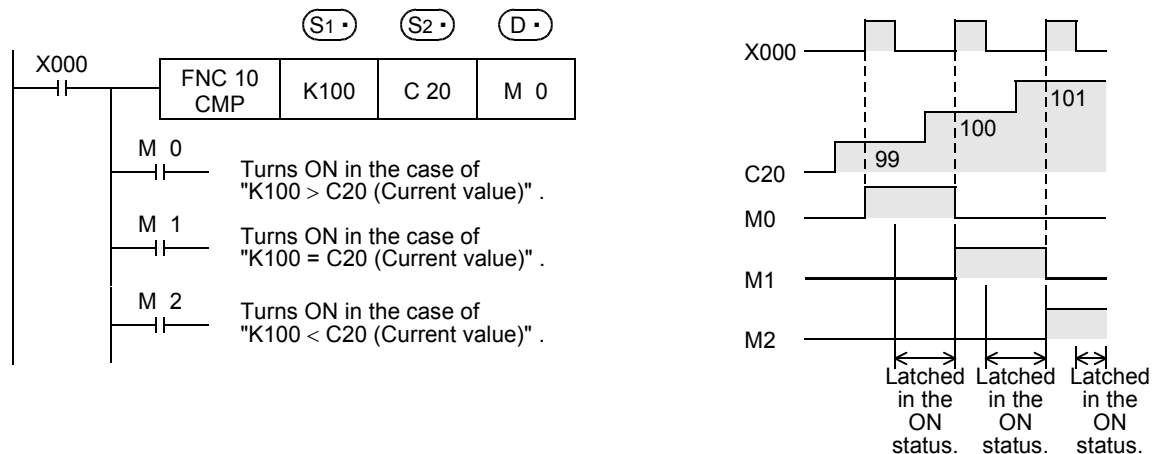 S1 · S2 · D ·
X000
FNC 10
CMP
K100
C 20
M 0
M 0
Turns ON in the case of
"K100 > C20 (Current value)" .
M 1
Turns ON in the case of
"K100 = C20 (Current value)" .
M 2
Turns ON in the case of
"K100 < C20 (Current value)" .
X000
101
100
99
C20
M0
M1
M2
Latched
in the
ON
status.
Latched
in the
ON
status.
Latched
in the
ON
status.